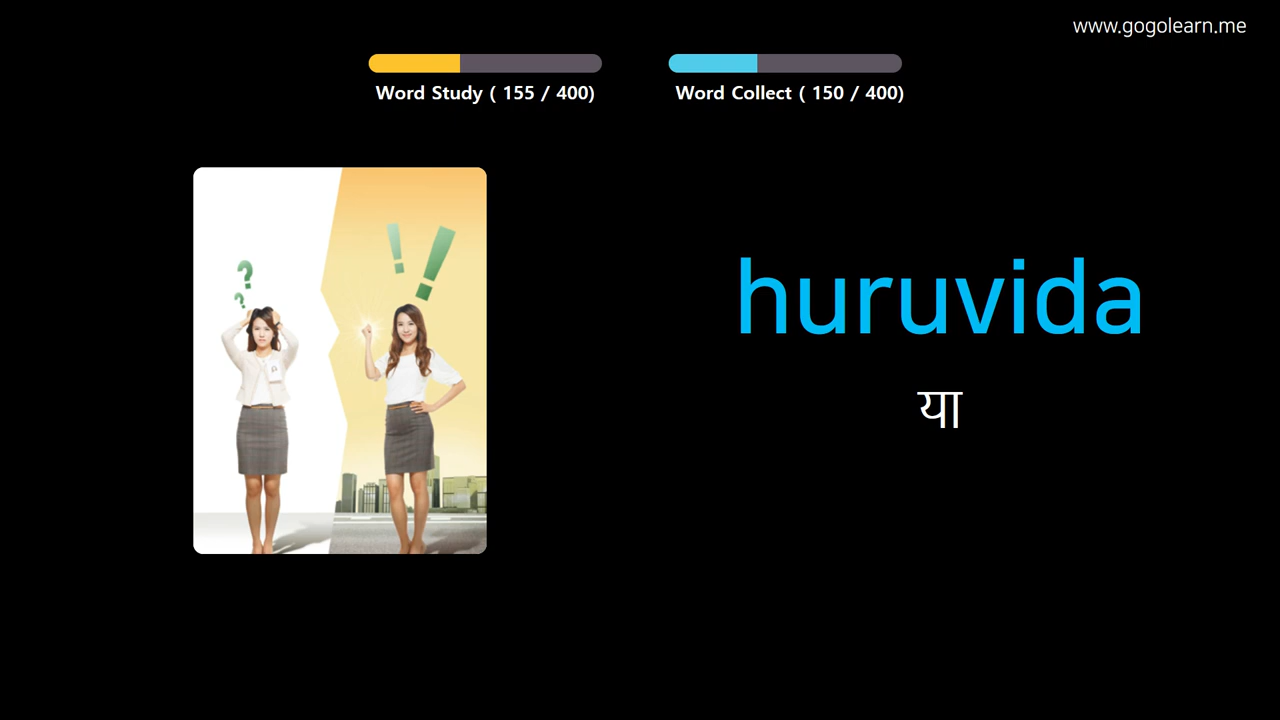 www.gogolearn.me
Word Study ( 155 / 400)
Word Collect ( 150 / 400)
? ?
! !
huruvida
या